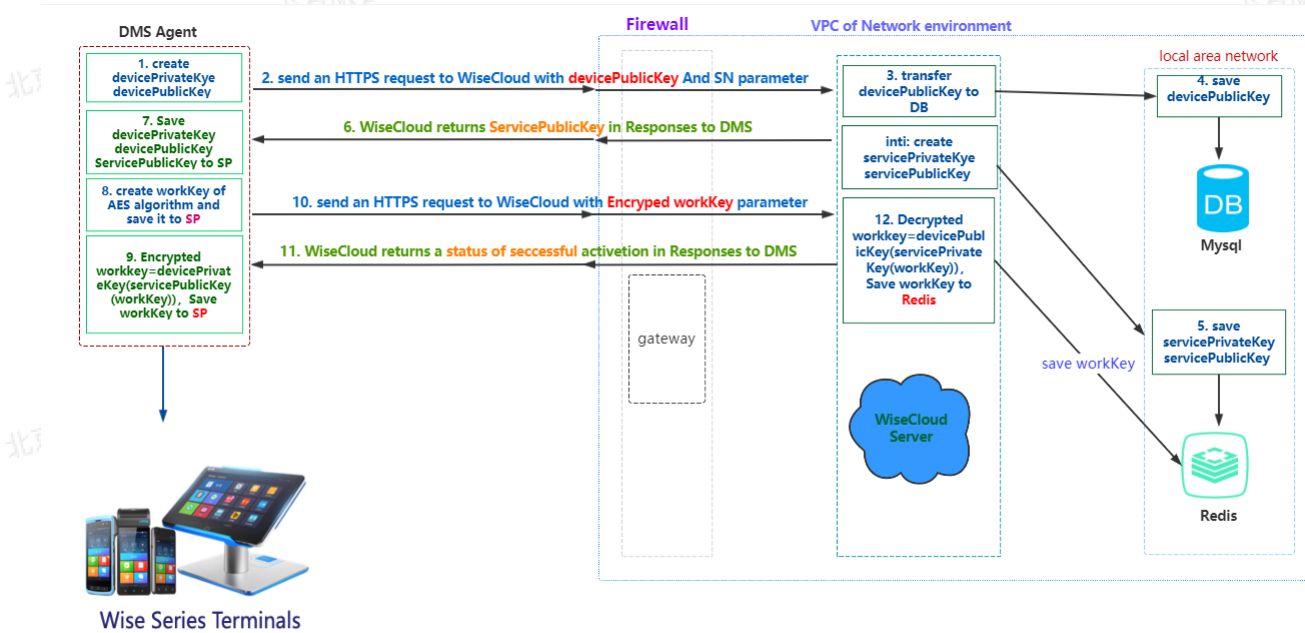 Firewall
VPC of Network environment
DMS Agent
local area network
1. create
devicePrivateKye
devicePublicKey
2. send an HTTPS request to WiseCloud with devicePublicKey And SN parameter
3. transfer
devicePublicKey to
DB
4. save
devicePublicKey
7. Save
devicePrivateKey
devicePublicKey
ServicePublicKey to SP
6. WiseCloud returns ServicePublicKey in Responses to DMS
inti: create
servicePrivateKye
servicePublicKey
8. create workKey of
AES algorithm and
save it to SP
10. send an HTTPS request to WiseCloud with Encryped workKey parameter
DB
Mysql
9. Encrypted
workkey=devicePrivat
eKey(servicePublicKey
(workKey)), Save
workKey to SP
11. WiseCloud returns a status of seccessful activetion in Responses to DMS
12. Decrypted
workkey=devicePubl
icKey(servicePrivate
Key(workKey)),
Save workKey to
Redis
gateway
5. save
servicePrivateKey
servicePublicKey
save workKey
WiseCloud
Server
Redis
Wise Series Terminals